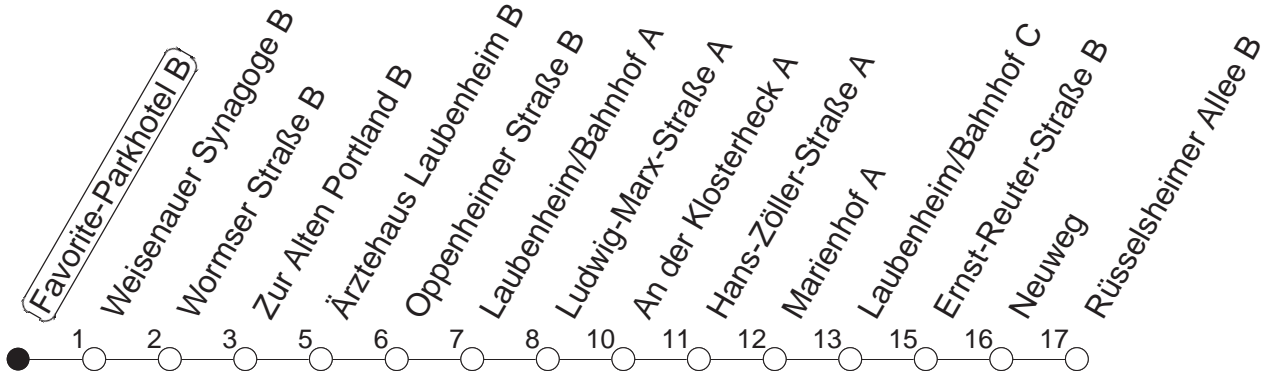 Favorite-Parkhotel B
Weisenauer Synagoge B
Wormser Straße B
Zur Alten Portland B
Ärztehaus Laubenheim B
Oppenheimer Straße B
Laubenheim/Bahnhof A
Ludwig-Marx-Straße A
An der Klosterheck A
Hans-Zöller-Straße A
Marienhof A
Laubenheim/Bahnhof C
Ernst-Reuter-Straße B
Neuweg
Rüsselsheimer Allee B
1 2 3 5 6 7 8 10 11 12 13 15 16 17